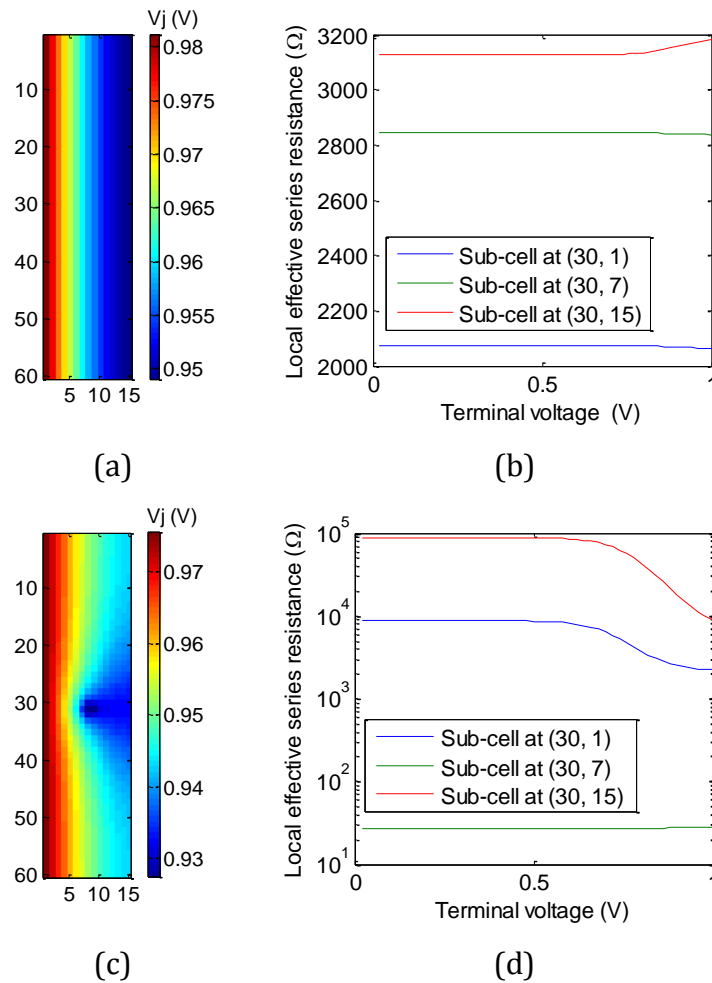 Vj (V)
0.98
0.975
0.97
0.965
0.96
0.955
0.95
10
20
30
40
50
60
5 10 15
(a)
Local effective series resistance (Ω)
3200
3000
2800
2600
2400
2200
2000
Sub-cell at (30, 1)
Sub-cell at (30, 7)
Sub-cell at (30, 15)
0 0.5 1
Terminal voltage (V)
(b)
Vj (V)
0.97
0.96
0.95
0.94
0.93
10
20
30
40
50
60
5 10 15
(c)
Local effective series resistance (Ω)
10^5
10^4
10^3
10^2
10^1
Sub-cell at (30, 1)
Sub-cell at (30, 7)
Sub-cell at (30, 15)
0 0.5 1
Terminal voltage (V)
(d)